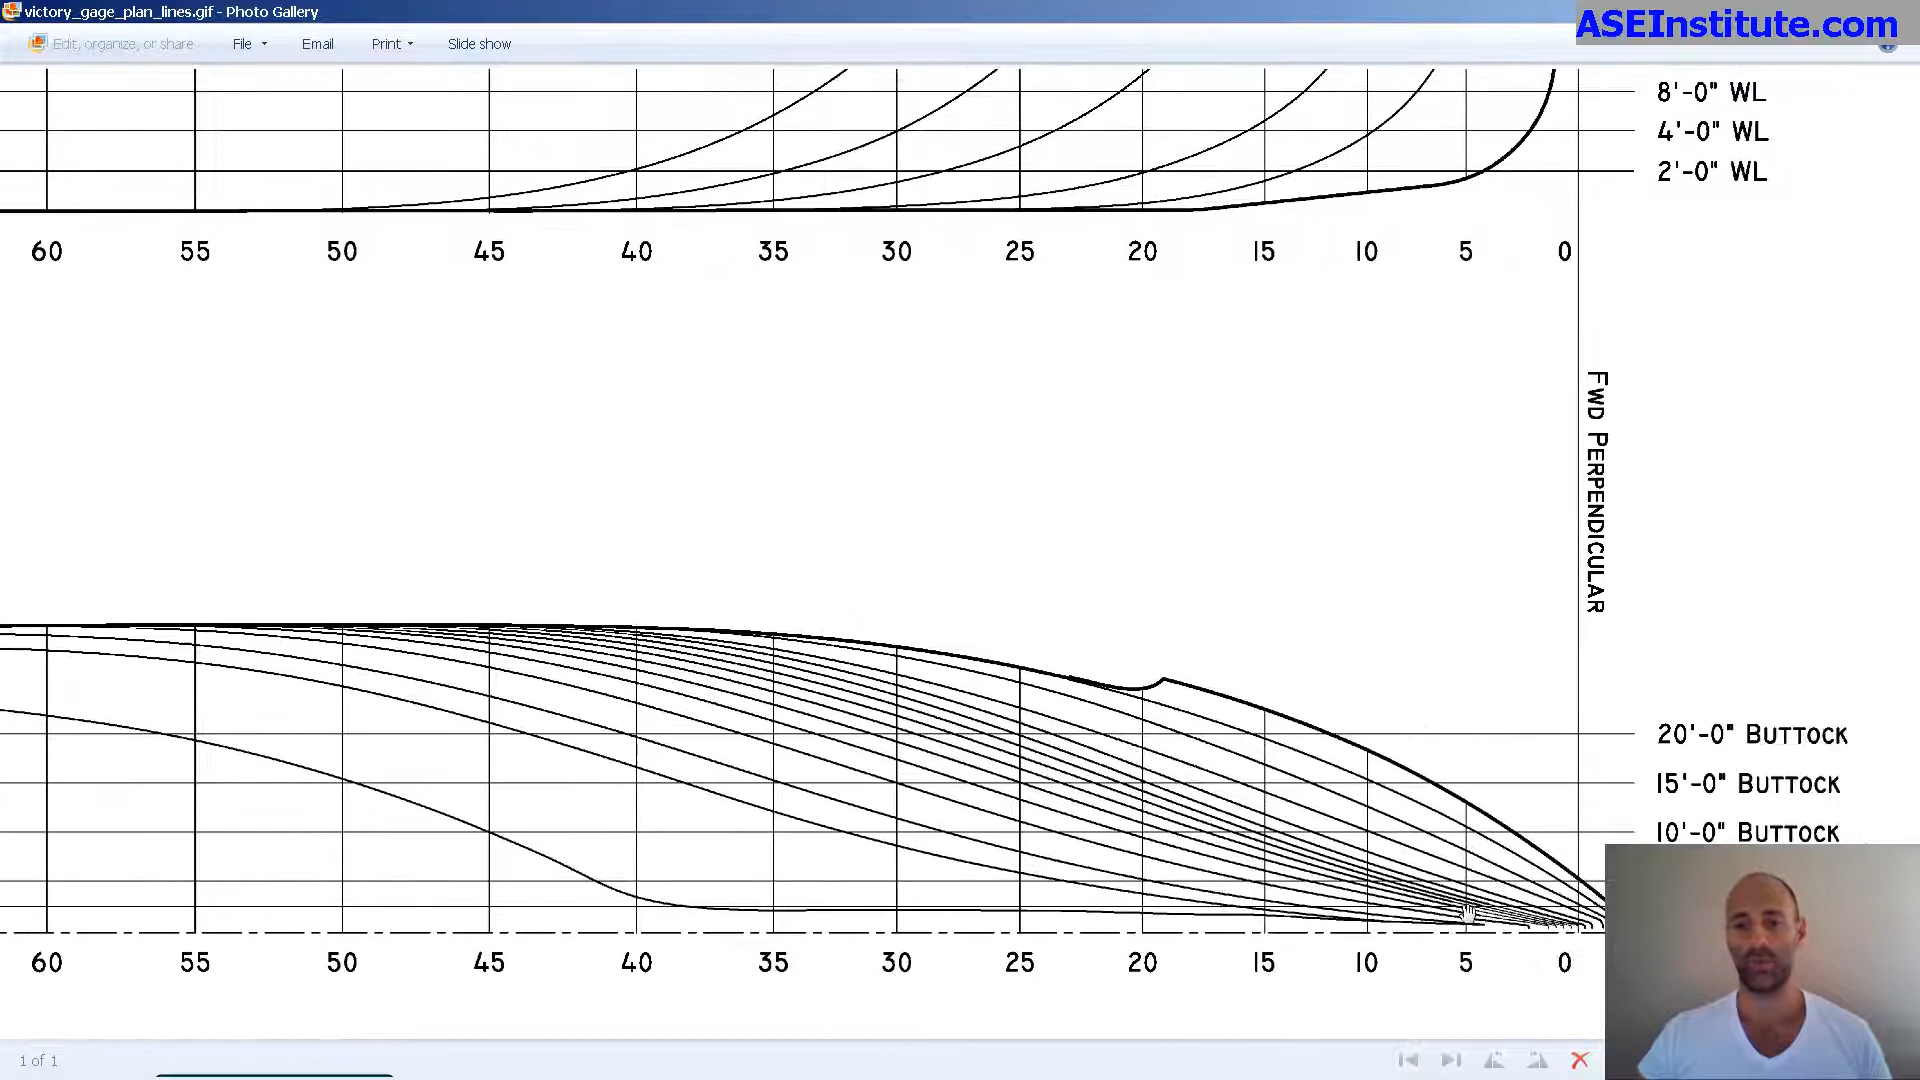 victory_gage_plan_lines.gif - Photo Gallery
ASEInstitute.com
Edit, organize, or share File Email Print Slide show
8'-0" WL
4'-0" WL
2'-0" WL
60 55 50 45 40 35 30 25 20 15 10 5 0
FWD PERPENDICULAR
20'-0" BUTTOCK
15'-0" BUTTOCK
10'-0" BUTTOCK
60 55 50 45 40 35 30 25 20 15 10 5 0
1 of 1